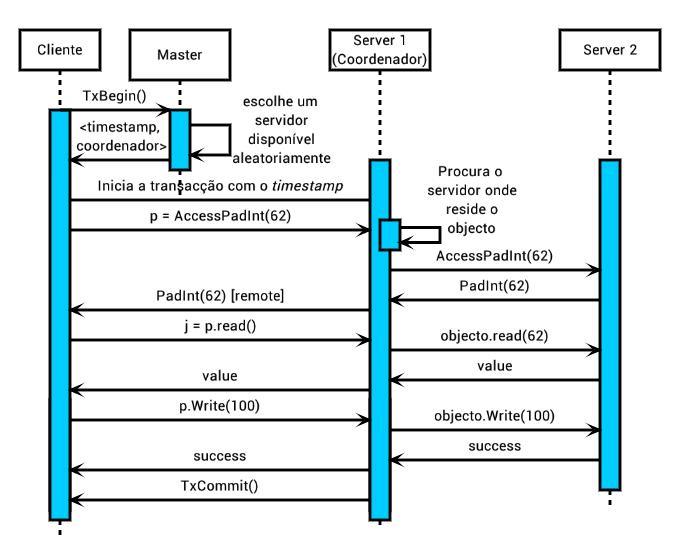 Cliente
Master
Server 1
(Coordenador)
Server 2
TxBegin()
<timestamp,
coordenador>
escolhe um
servidor
disponível
aleatoriamente
Inicia a transacção com o timestamp
p = AccessPadInt(62)
Procura o
servidor onde
reside o
objecto
AccessPadInt(62)
PadInt(62)
PadInt(62) [remote]
j = p.read()
objecto.read(62)
value
value
p.Write(100)
objecto.Write(100)
success
success
TxCommit()